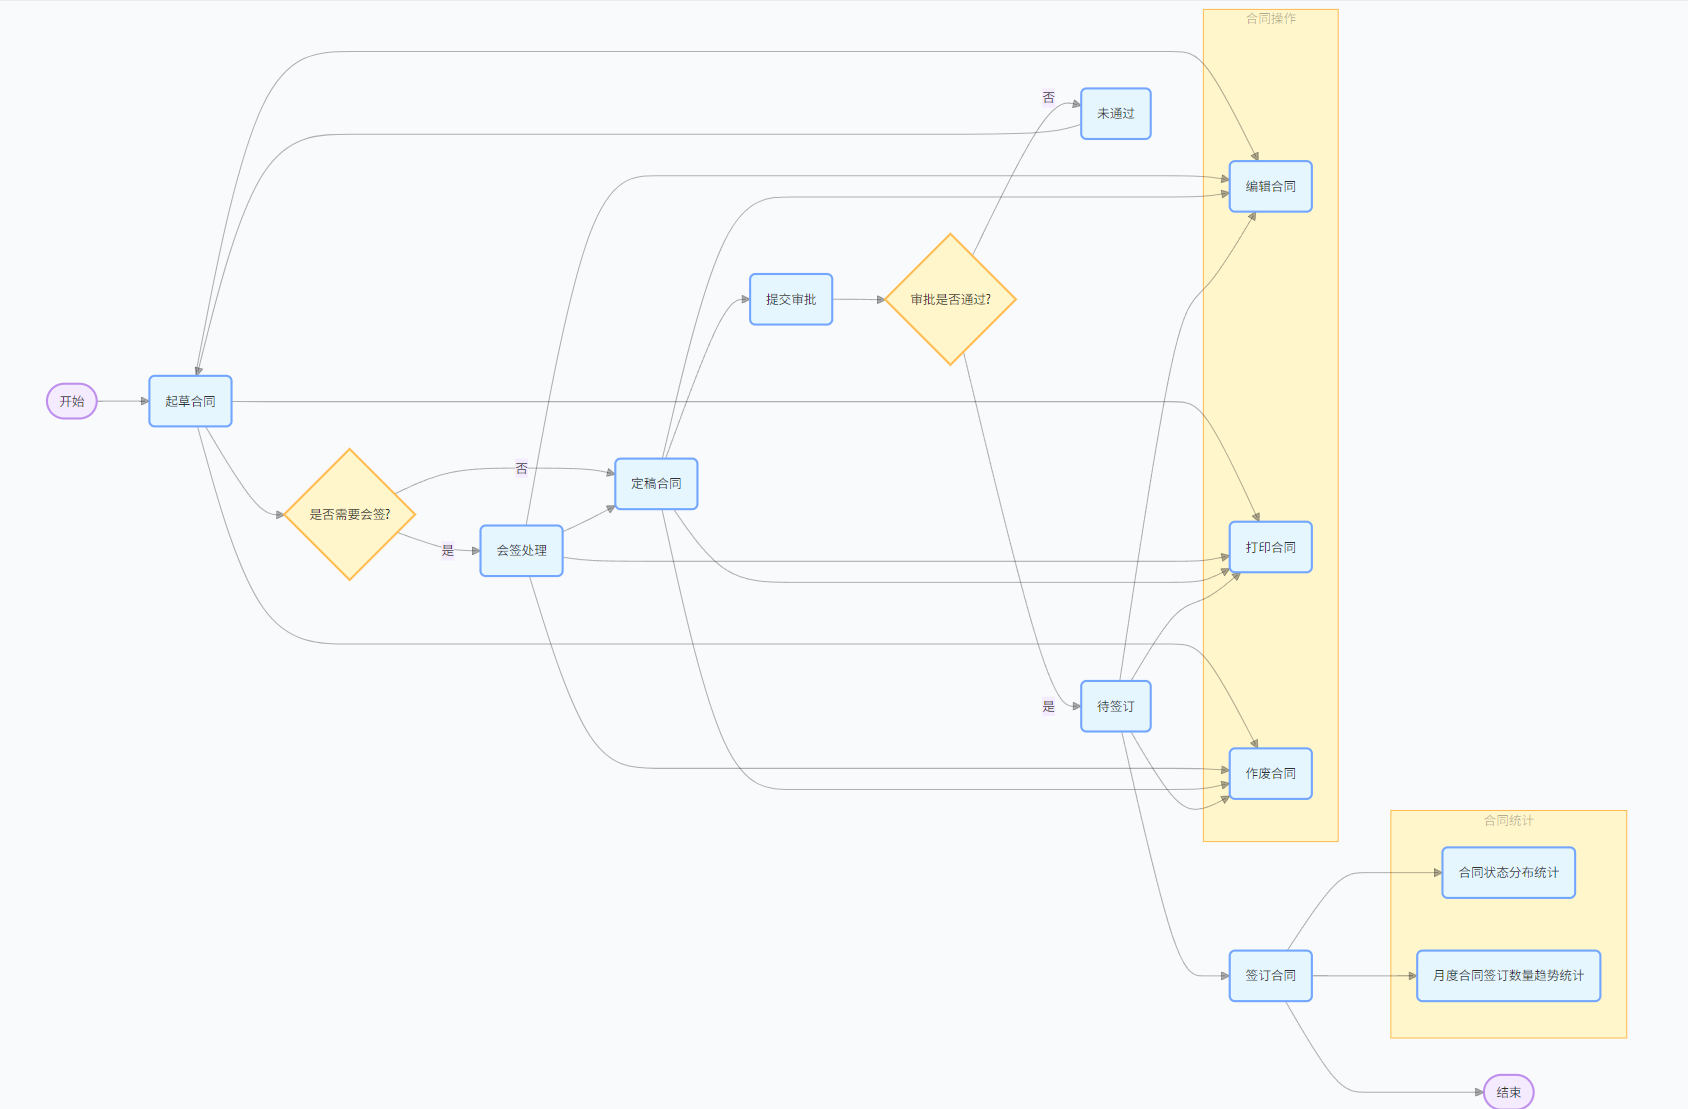 合同操作
否
未通过
编辑合同
提交审批
审批是否通过?
开始
起草合同
否
定稿合同
是否需要会签?
是
会签处理
打印合同
是
待签订
作废合同
合同统计
合同状态分布统计
签订合同
月度合同签订数量趋势统计
结束